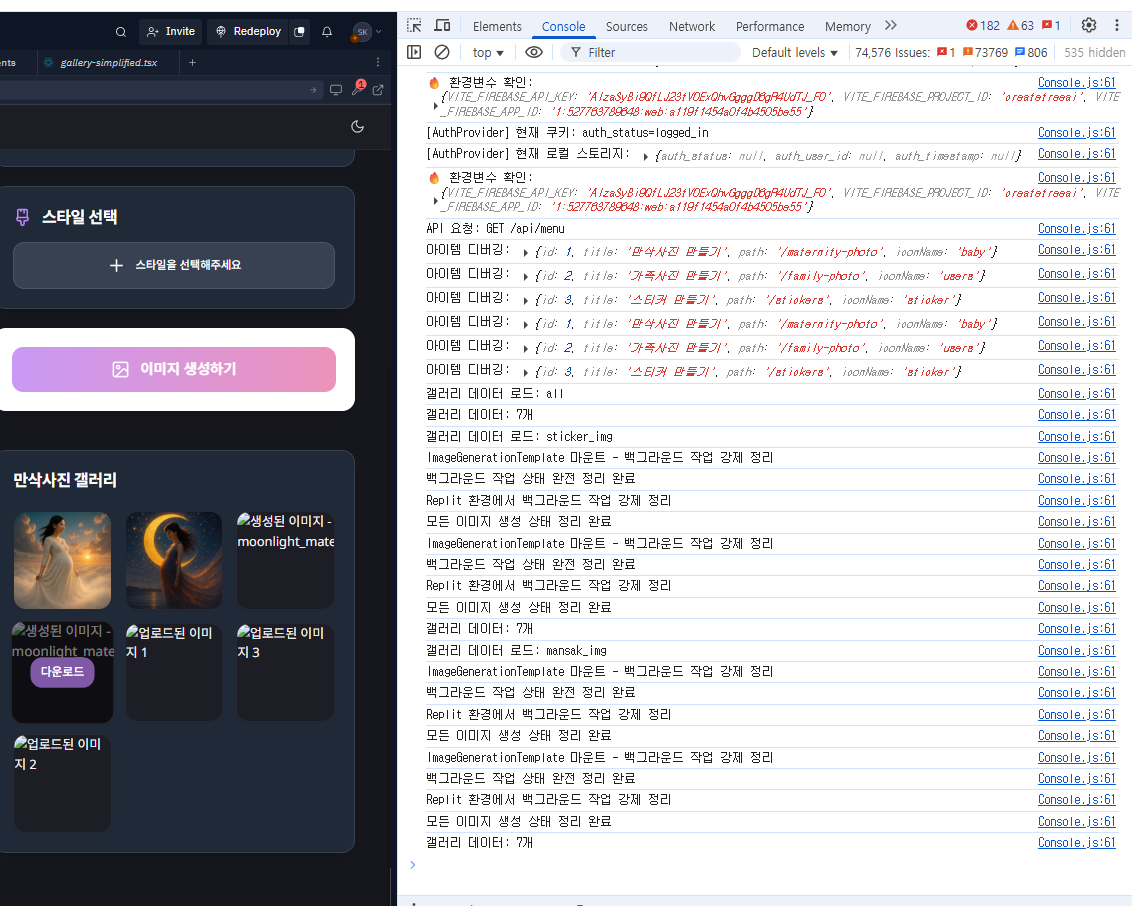 Invite
Redeploy
SK
nts
gallery-simplified.tsx
1
스타일 선택
스타일을 선택해주세요
이미지 생성하기
만삭사진 갤러리
생성된 이미지 -
moonlight_mate
생성된 이미지 -
moonlight_mate
다운로드
업로드된 이미
지 1
업로드된 이미
지 3
업로드된 이미
지 2
Elements Console Sources Network Performance Memory 182 63 1
top Filter Default levels 74,576 Issues: 1 73769 806 535 hidden
환경변수 확인: Console.js:61
[AuthProvider] 현재 쿠키: auth_status=logged_in Console.js:61
[AuthProvider] 현재 로컬 스토리지: {auth_status: null, auth_user_id: null, auth_timestamp: null} Console.js:61
환경변수 확인: Console.js:61
API 요청: GET /api/menu Console.js:61
아이템 디버깅: {id: 1, title: '만삭사진 만들기', path: '/maternity-photo', iconName: 'baby'} Console.js:61
아이템 디버깅: {id: 2, title: '가족사진 만들기', path: '/family-photo', iconName: 'users'} Console.js:61
아이템 디버깅: {id: 3, title: '스티커 만들기', path: '/stickers', iconName: 'sticker'} Console.js:61
아이템 디버깅: {id: 1, title: '만삭사진 만들기', path: '/maternity-photo', iconName: 'baby'} Console.js:61
아이템 디버깅: {id: 2, title: '가족사진 만들기', path: '/family-photo', iconName: 'users'} Console.js:61
아이템 디버깅: {id: 3, title: '스티커 만들기', path: '/stickers', iconName: 'sticker'} Console.js:61
갤러리 데이터 로드: all Console.js:61
갤러리 데이터: 7개 Console.js:61
갤러리 데이터 로드: sticker_img Console.js:61
ImageGenerationTemplate 마운트 - 백그라운드 작업 강제 정리 Console.js:61
백그라운드 작업 상태 완전 정리 완료 Console.js:61
Replit 환경에서 백그라운드 작업 강제 정리 Console.js:61
모든 이미지 생성 상태 정리 완료 Console.js:61
ImageGenerationTemplate 마운트 - 백그라운드 작업 강제 정리 Console.js:61
백그라운드 작업 상태 완전 정리 완료 Console.js:61
Replit 환경에서 백그라운드 작업 강제 정리 Console.js:61
모든 이미지 생성 상태 정리 완료 Console.js:61
갤러리 데이터: 7개 Console.js:61
갤러리 데이터 로드: mansak_img Console.js:61
ImageGenerationTemplate 마운트 - 백그라운드 작업 강제 정리 Console.js:61
백그라운드 작업 상태 완전 정리 완료 Console.js:61
Replit 환경에서 백그라운드 작업 강제 정리 Console.js:61
모든 이미지 생성 상태 정리 완료 Console.js:61
ImageGenerationTemplate 마운트 - 백그라운드 작업 강제 정리 Console.js:61
백그라운드 작업 상태 완전 정리 완료 Console.js:61
Replit 환경에서 백그라운드 작업 강제 정리 Console.js:61
모든 이미지 생성 상태 정리 완료 Console.js:61
갤러리 데이터: 7개 Console.js:61